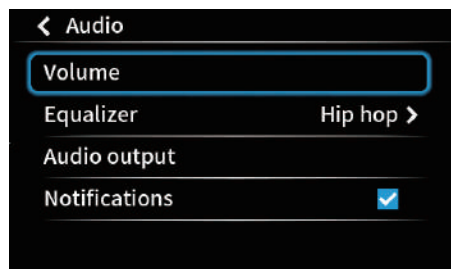 Audio
Volume
Equalizer Hip hop
Audio output
Notifications